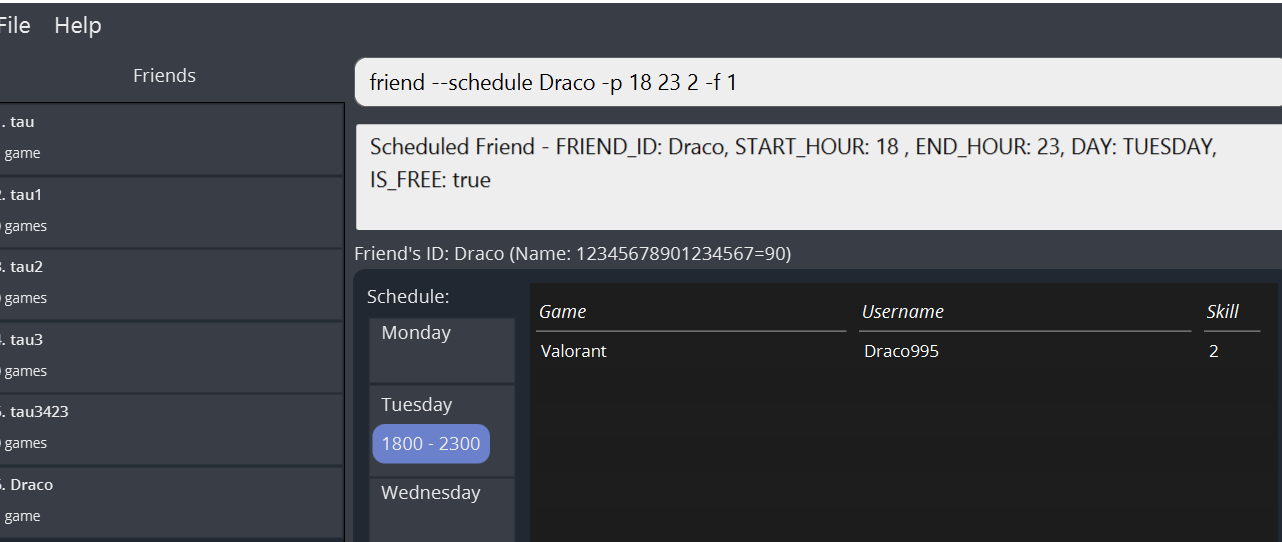 File Help
Friends
. tau
game
2. tau1
games
3. tau2
games
4. tau3
games
5. tau3423
games
6. Draco
game
friend --schedule Draco -p 18 23 2 -f 1
Scheduled Friend - FRIEND_ID: Draco, START_HOUR: 18 , END_HOUR: 23, DAY: TUESDAY,
IS_FREE: true
Friend's ID: Draco (Name: 12345678901234567=90)
Schedule:
Monday
Tuesday
1800 - 2300
Wednesday
Game Username Skill
Valorant Draco995 2